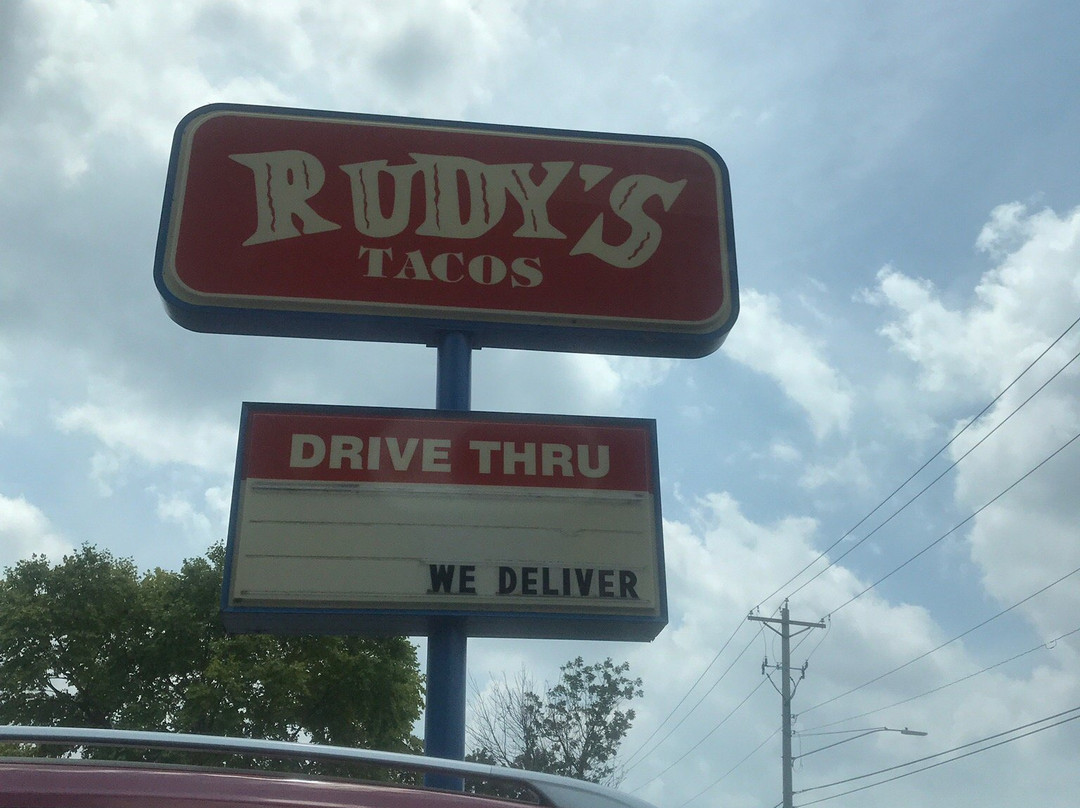 RUDY'S
TACOS
DRIVE THRU
WE DELIVER